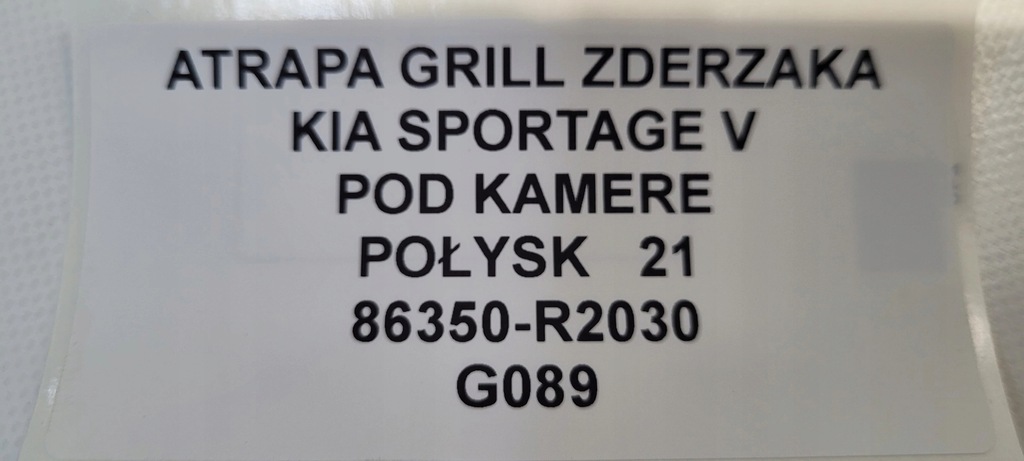 ATRAPA GRILL ZDERZAKA
KIA SPORTAGE V
POD KAMERE
POŁYSK 21
86350-R2030
G089